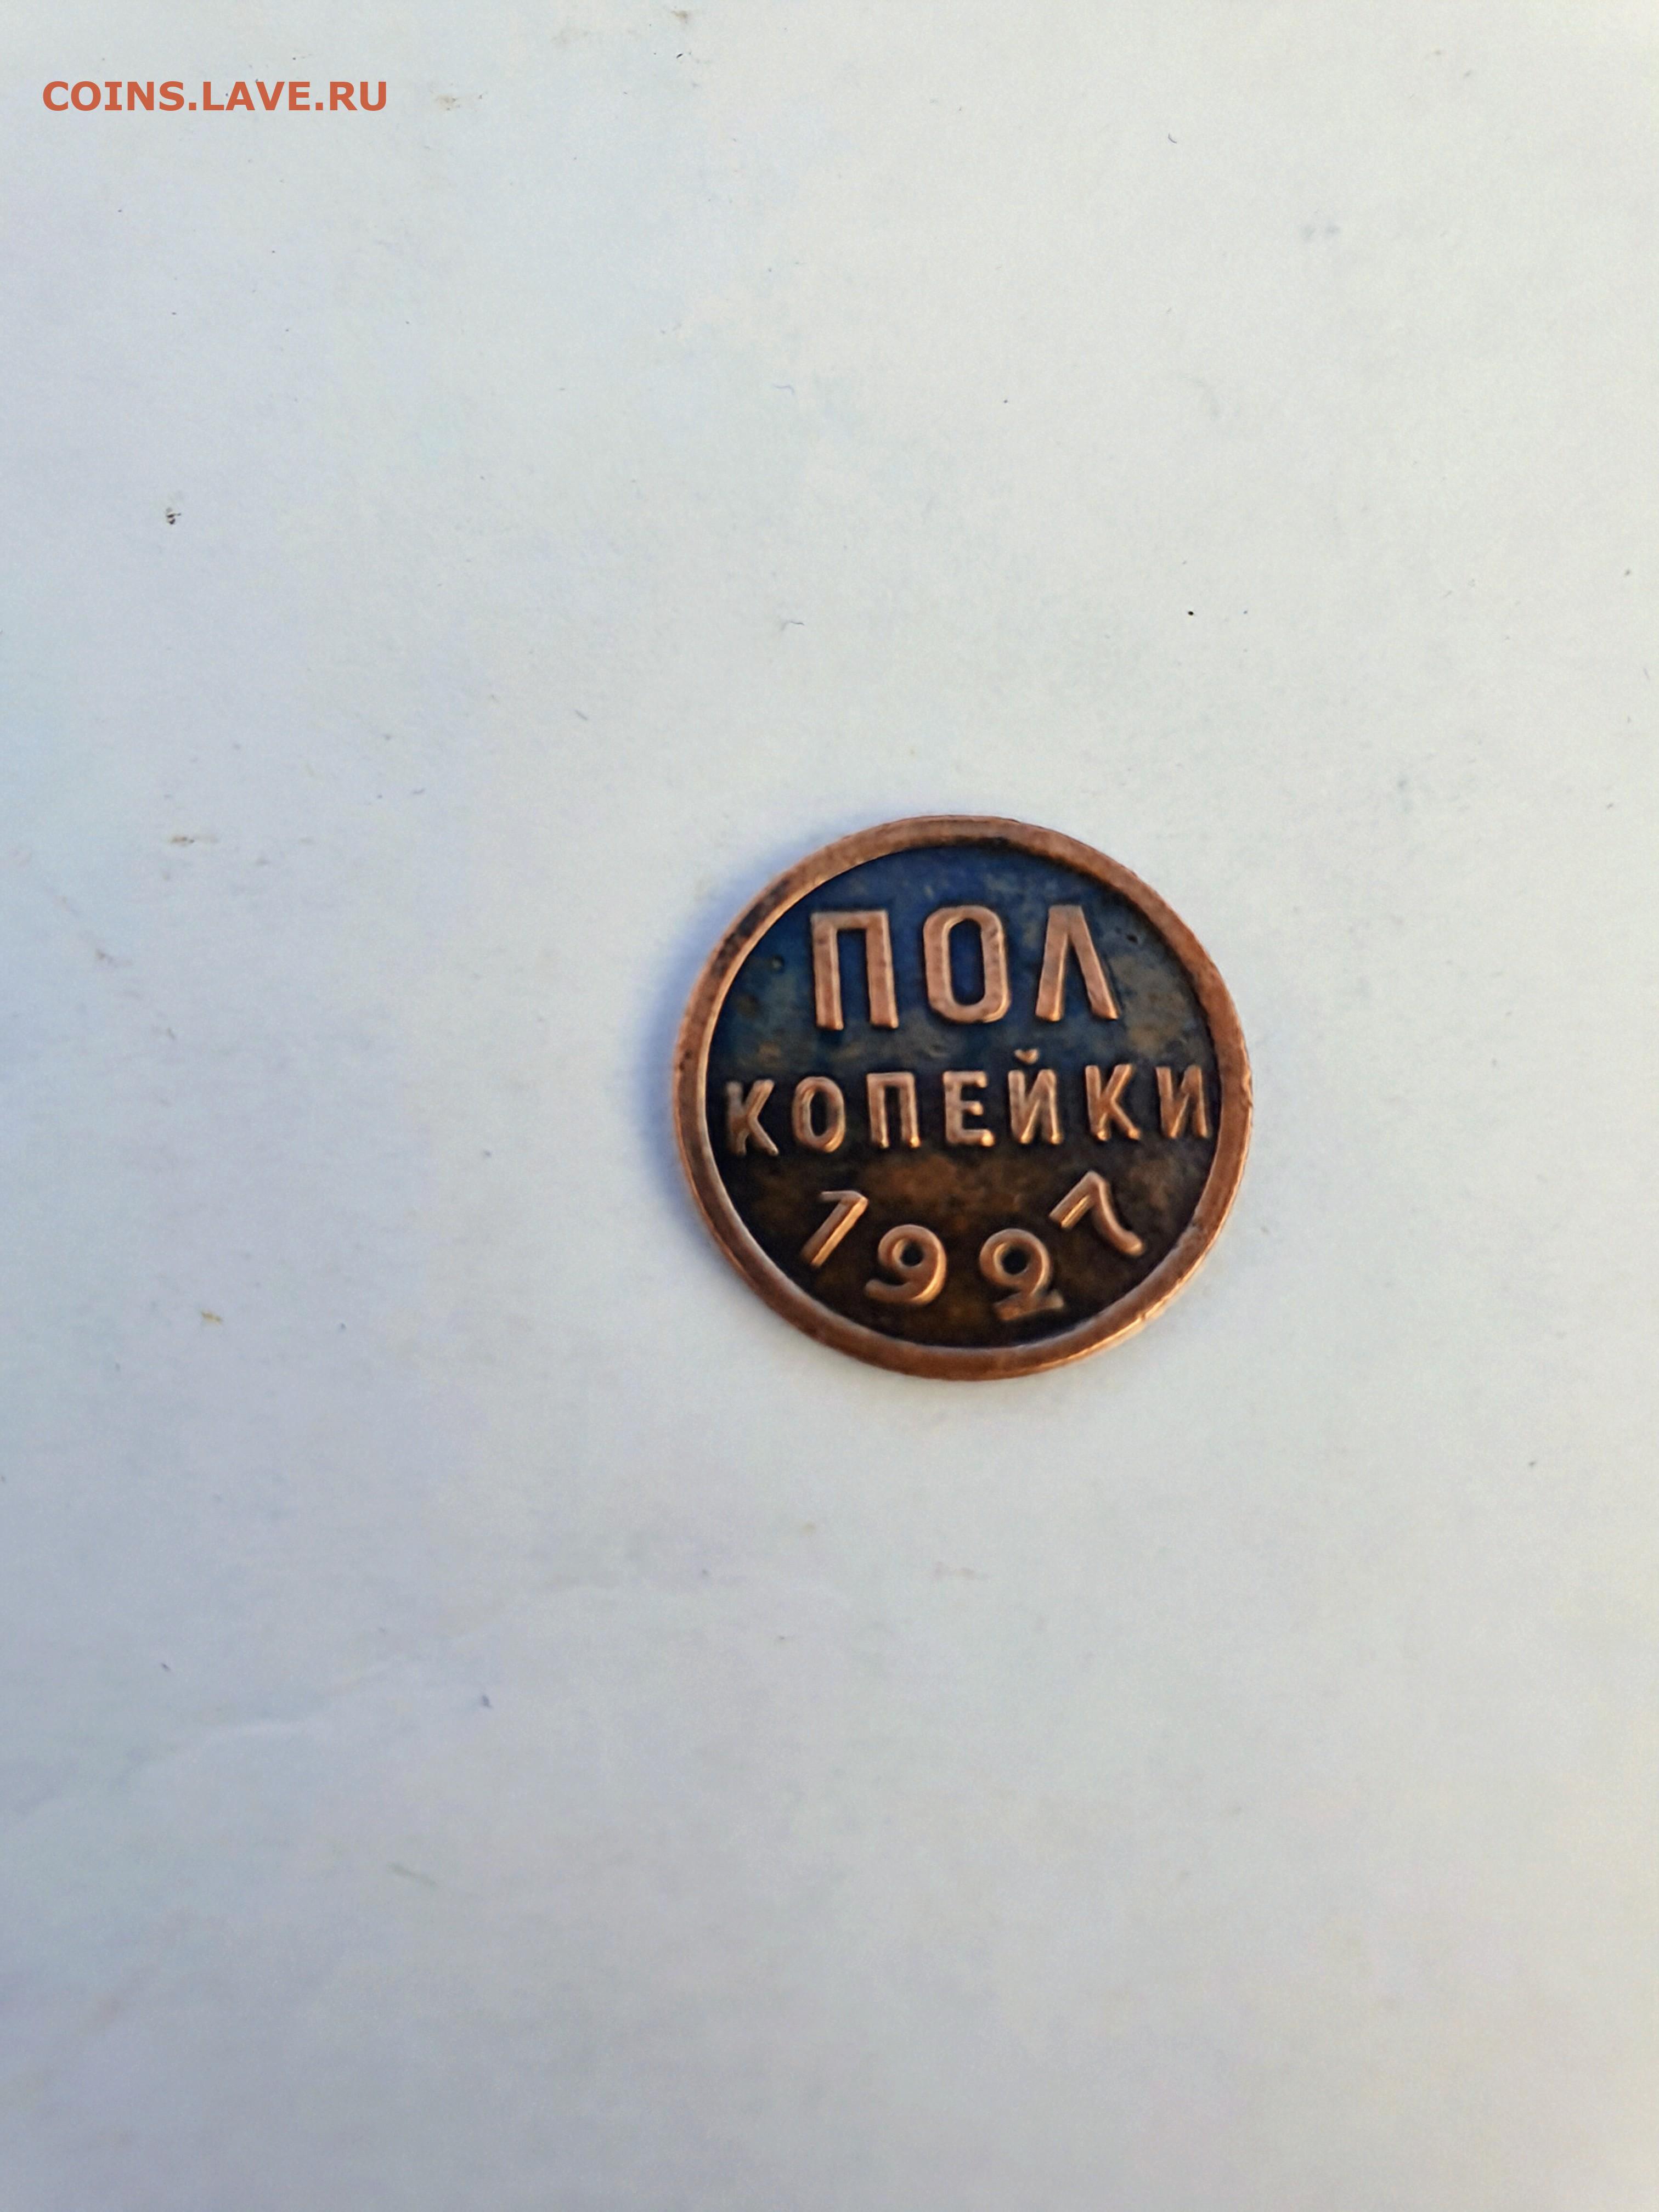 COINS.LAVE.RU
ПОЛ
КОПЕЙКИ
1927